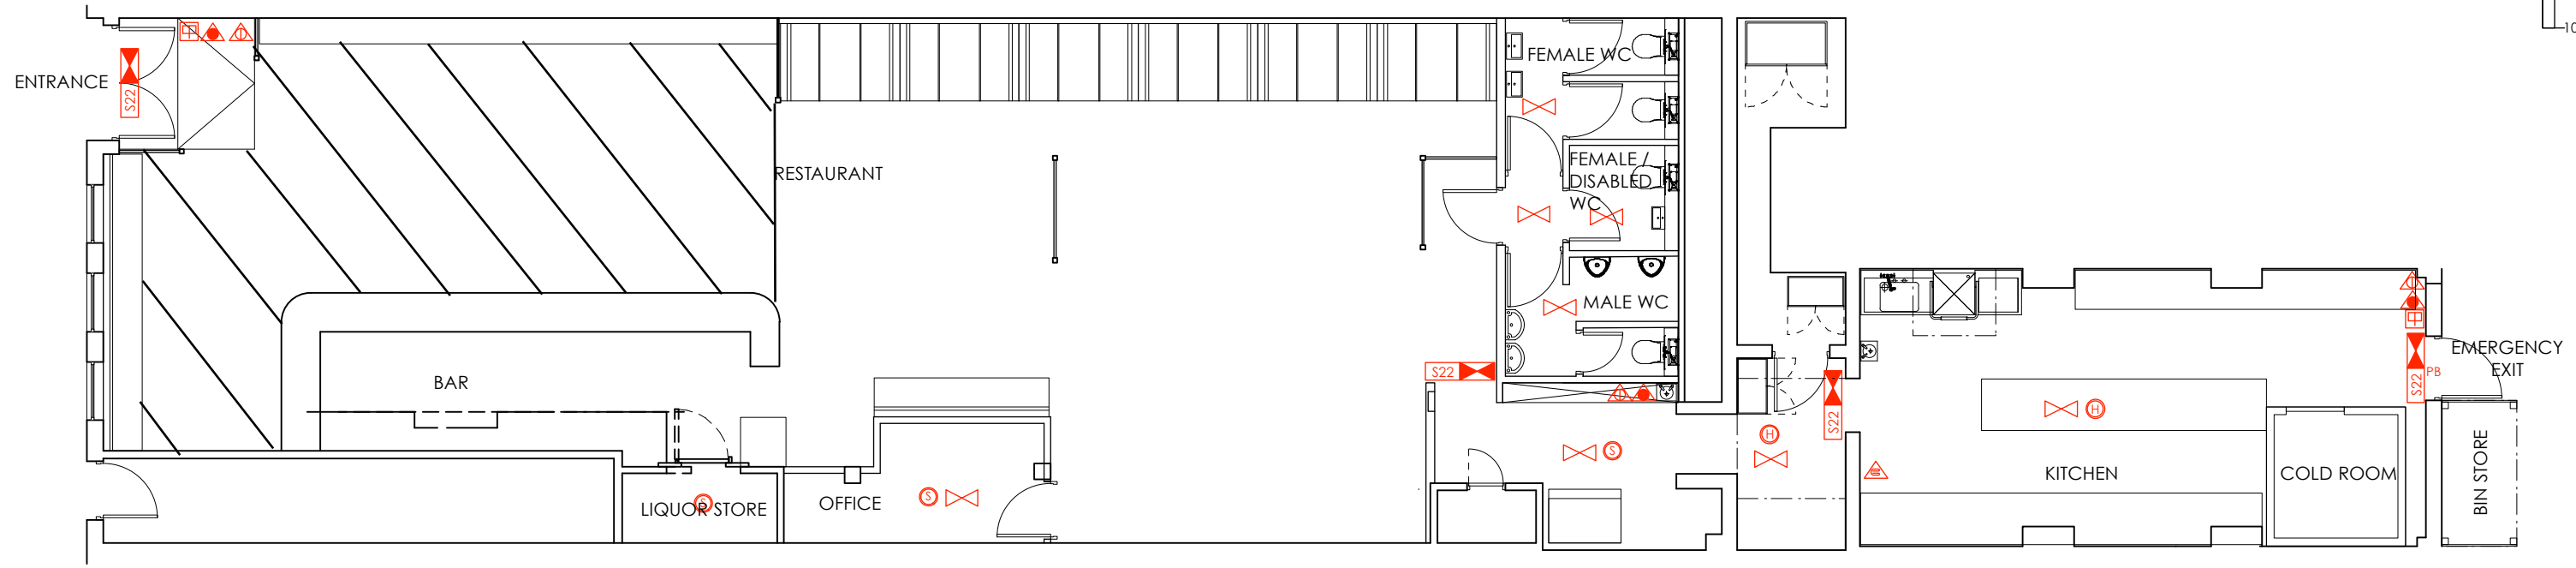 10
ENTRANCE
S22
FEMALE WC
RESTAURANT
FEMALE /
DISABLED
WC
MALE WC
BAR
S22
S22
S22
PB
EMERGENCY
EXIT
H
H
S
S
S
LIQUOR STORE
OFFICE
KITCHEN
COLD ROOM
BIN STORE